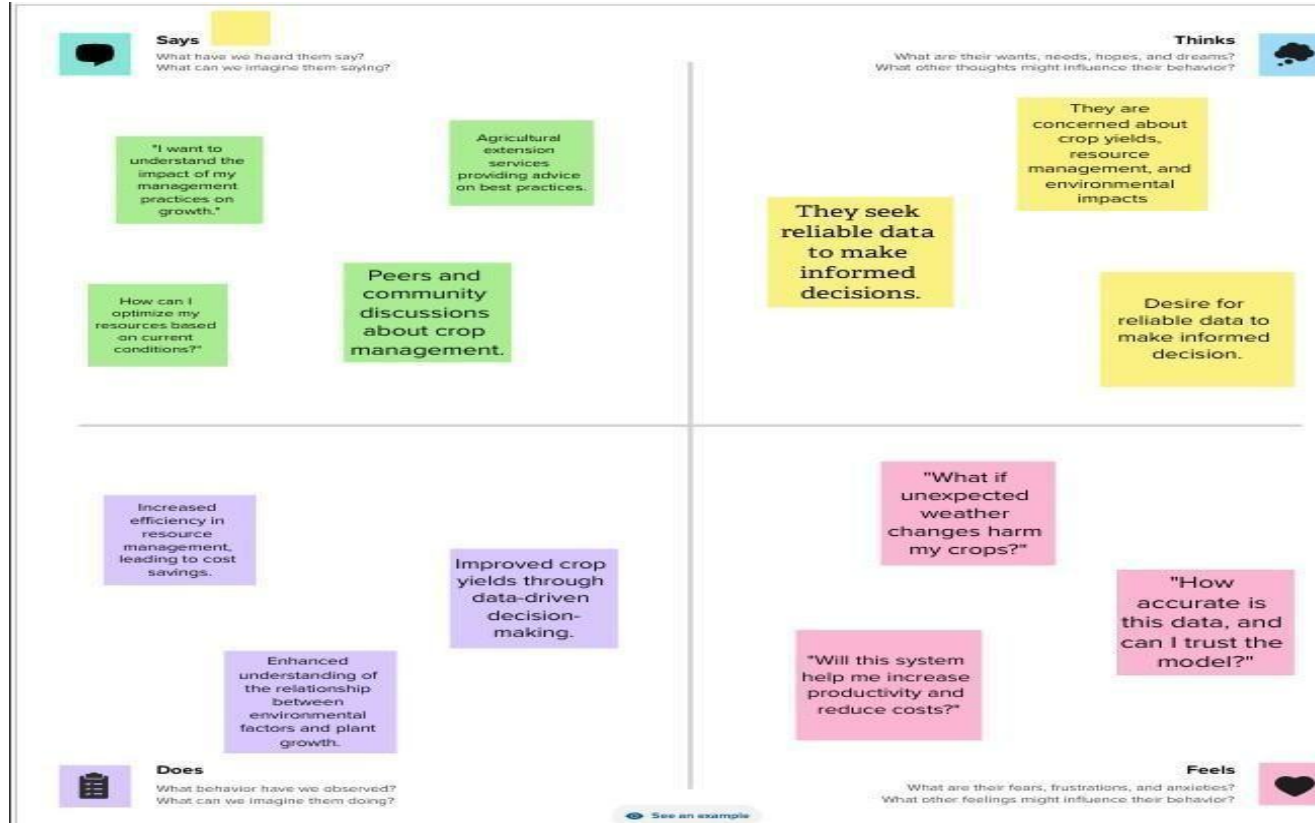 Says
What have we heard them say?
What can we imagine them saying?
Thinks
What are their wants, needs, hopes, and dreams?
What other thoughts might influence their behavior?
"I want to
understand the
impact of my
management
practices on
growth."
Agricultural
extension
services
providing advice
on best practices.
How can I
optimize my
resources based
on current
conditions?"
Peers and
community
discussions
about crop
management.
They are
concerned about
crop yields,
resource
management, and
environmental
impacts
They seek
reliable data
to make
informed
decisions.
Desire for
reliable data to
make informed
decision.
Increased
efficiency in
resource
management,
leading to cost
savings.
Improved crop
yields through
data-driven
decision-
making.
Enhanced
understanding of
the relationship
between
environmental
factors and plant
growth.
"What if
unexpected
weather
changes harm
my crops?"
"How
accurate is
this data, and
can I trust the
model?"
"Will this system
help me increase
productivity and
reduce costs?"
Does
What behavior have we observed?
What can we imagine them doing?
Feels
What are their fears, frustrations, and anxieties?
What other feelings might influence their behavior?
See an example